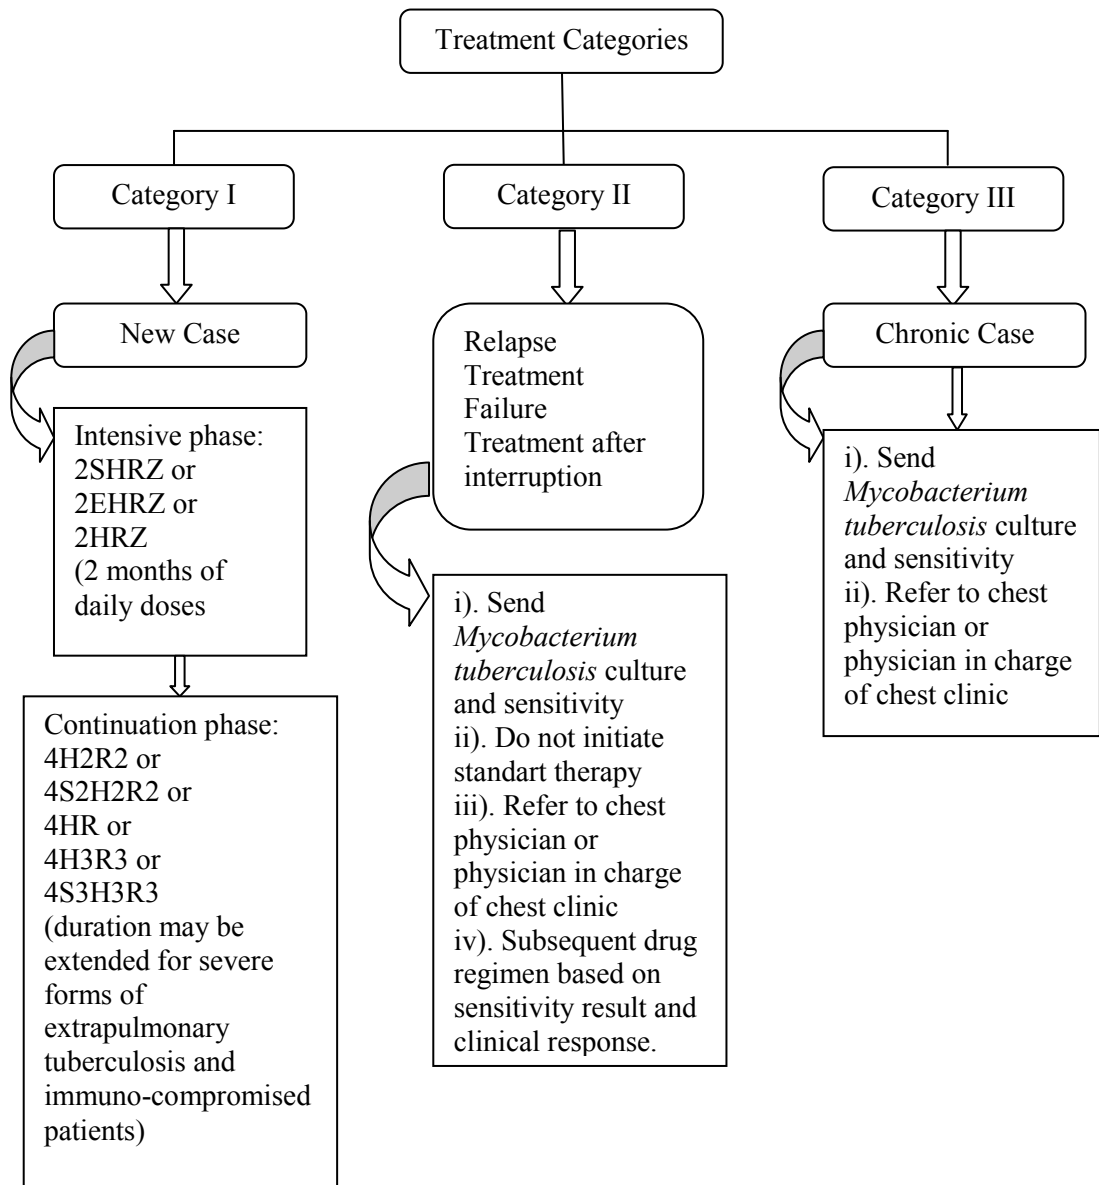 Treatment Categories
Category I
Category II
Category III
New Case
Intensive phase:
2SHRZ or
2EHRZ or
2HRZ
(2 months of
daily doses
Continuation phase:
4H2R2 or
4S2H2R2 or
4HR or
4H3R3 or
4S3H3R3
(duration may be
extended for severe
forms of
extrapulmonary
tuberculosis and
immuno-compromised
patients)
Relapse
Treatment
Failure
Treatment after
interruption
i). Send
Mycobacterium
tuberculosis culture
and sensitivity
ii). Do not initiate
standart therapy
iii). Refer to chest
physician or
physician in charge
of chest clinic
iv). Subsequent drug
regimen based on
sensitivity result and
clinical response.
Chronic Case
i). Send
Mycobacterium
tuberculosis culture
and sensitivity
ii). Refer to chest
physician or
physician in charge
of chest clinic